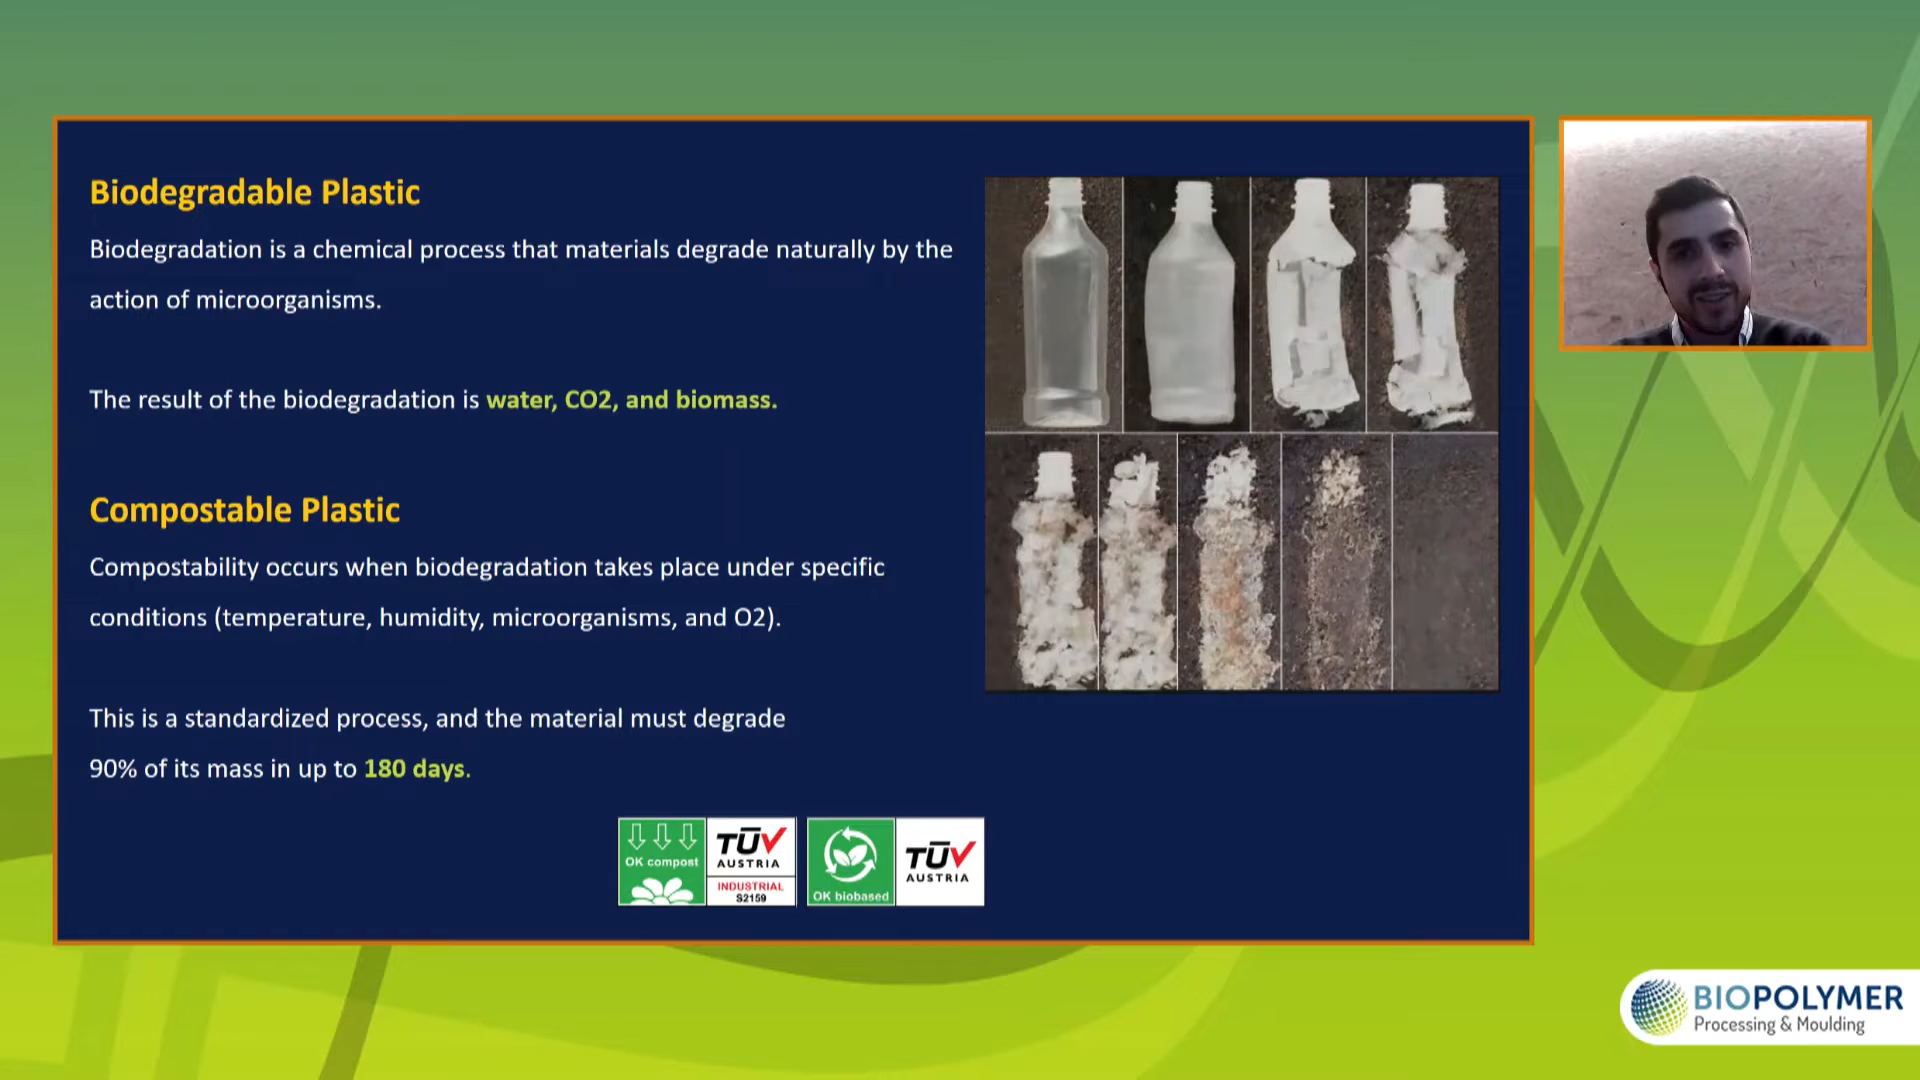 Biodegradable Plastic
Biodegradation is a chemical process that materials degrade naturally by the
action of microorganisms.
The result of the biodegradation is water, CO2, and biomass.
Compostable Plastic
Compostability occurs when biodegradation takes place under specific
conditions (temperature, humidity, microorganisms, and O2).
This is a standardized process, and the material must degrade
90% of its mass in up to 180 days.
OK compost
TÜV
AUSTRIA
INDUSTRIAL
S2159
OK biobased
TÜV
AUSTRIA
BIOPOLYMER
Processing & Moulding